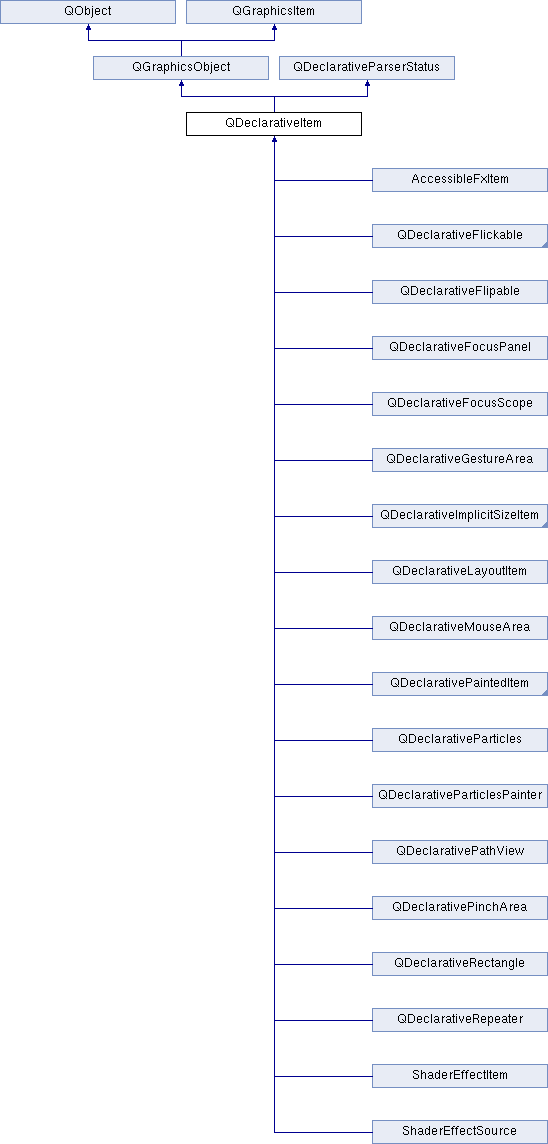 QObject
QGraphicsItem
QGraphicsObject
QDeclarativeParserStatus
QDeclarativeItem
AccessibleFxItem
QDeclarativeFlickable
QDeclarativeFlipable
QDeclarativeFocusPanel
QDeclarativeFocusScope
QDeclarativeGestureArea
QDeclarativeImplicitSizeItem
QDeclarativeLayoutItem
QDeclarativeMouseArea
QDeclarativePaintedItem
QDeclarativeParticles
QDeclarativeParticlesPainter
QDeclarativePathView
QDeclarativePinchArea
QDeclarativeRectangle
QDeclarativeRepeater
ShaderEffectItem
ShaderEffectSource